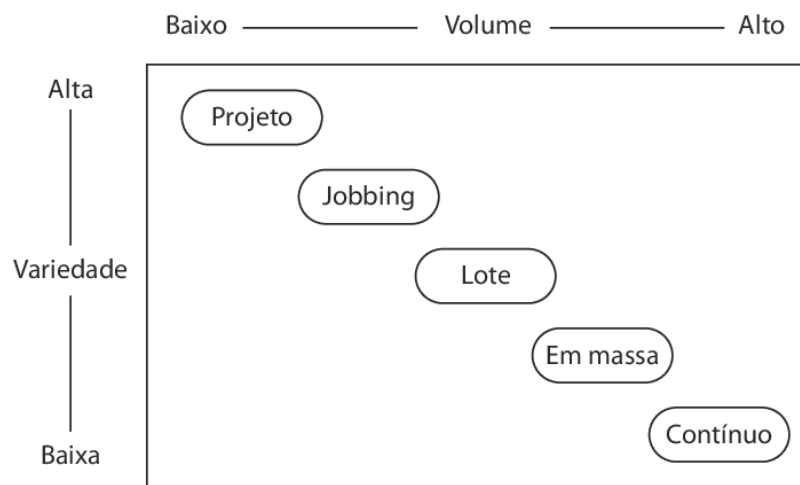 Baixo Volume Alto
Alta
Projeto
Jobbing
Variedade
Lote
Em massa
Contínuo
Baixa